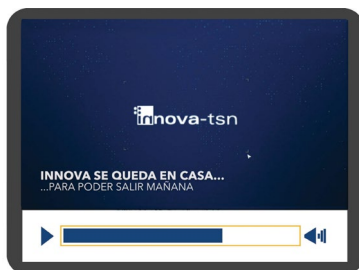 innova-tsn
INNOVA SE QUEDA EN CASA...
...PARA PODER SALIR MAÑANA